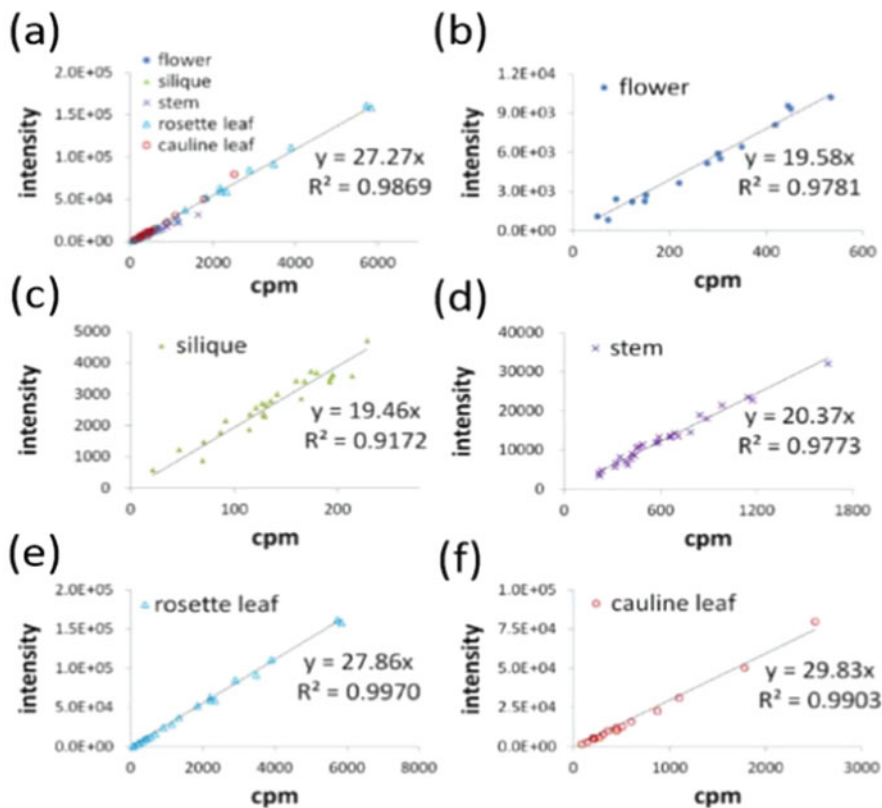 (a)
2.0E+05
1.5E+05
1.0E+05
5.0E+04
0.0E+00
intensity
flower
silique
stem
rosette leaf
cauline leaf
y = 27.27x
R² = 0.9869
0 2000 4000 6000
cpm
(b)
1.2E+04
9.0E+03
6.0E+03
3.0E+03
0.0E+00
intensity
flower
y = 19.58x
R² = 0.9781
0 200 400 600
cpm
(c)
5000
4000
3000
2000
1000
0
intensity
silique
y = 19.46x
R² = 0.9172
0 100 200
cpm
(d)
40000
30000
20000
10000
0
intensity
stem
y = 20.37x
R² = 0.9773
0 600 1200 1800
cpm
(e)
2.0E+05
1.5E+05
1.0E+05
5.0E+04
0.0E+00
intensity
rosette leaf
y = 27.86x
R² = 0.9970
0 2000 4000 6000 8000
cpm
(f)
1.0E+05
7.5E+04
5.0E+04
2.5E+04
0.0E+00
intensity
cauline leaf
y = 29.83x
R² = 0.9903
0 1000 2000 3000
cpm